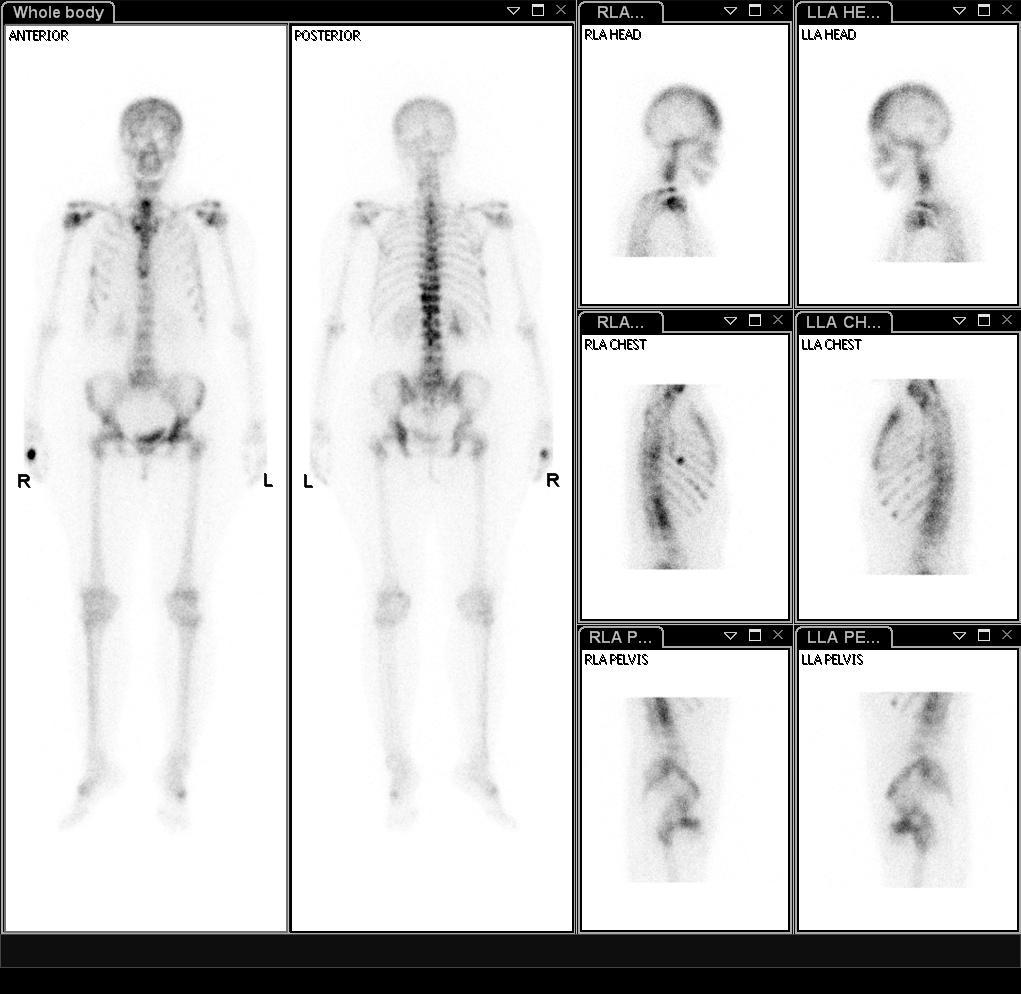 Whole body
ANTERIOR
POSTERIOR
R
L
L
R
RLA...
RLA HEAD
LLA HE...
LLA HEAD
RLA...
RLA CHEST
LLA CH...
LLA CHEST
RLA P...
RLA PELVIS
LLA PE...
LLA PELVIS